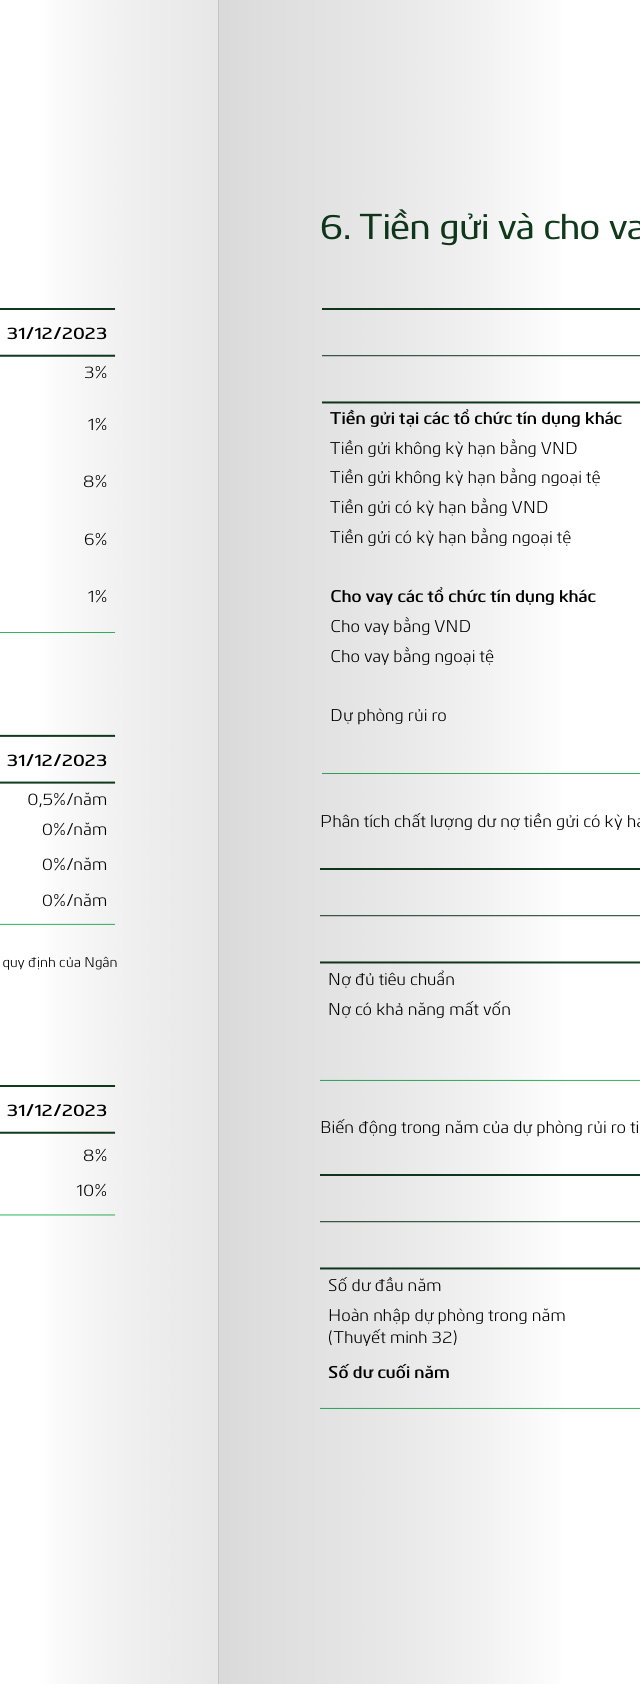 31/12/2023
3%
1%
8%
6%
1%
31/12/2023
0,5%/năm
0%/năm
0%/năm
0%/năm
quy định của Ngân
31/12/2023
8%
10%
6. Tiền gửi và cho
Tiền gửi tại các tổ chức tín dụng khác
Tiền gửi không kỳ hạn bằng VND
Tiền gửi không kỳ hạn bằng ngoại tệ
Tiền gửi có kỳ hạn bằng VND
Tiền gửi có kỳ hạn bằng ngoại tệ
Cho vay các tổ chức tín dụng khác
Cho vay bằng VND
Cho vay bằng ngoại tệ
Dự phòng rủi ro
Phân tích chất lượng dư nợ tiền gửi có kỳ
Nợ đủ tiêu chuẩn
Nợ có khả năng mất vốn
Biến động trong năm của dự phòng rủi ro
Số dư đầu năm
Hoàn nhập dự phòng trong năm
(Thuyết minh 32)
Số dư cuối năm